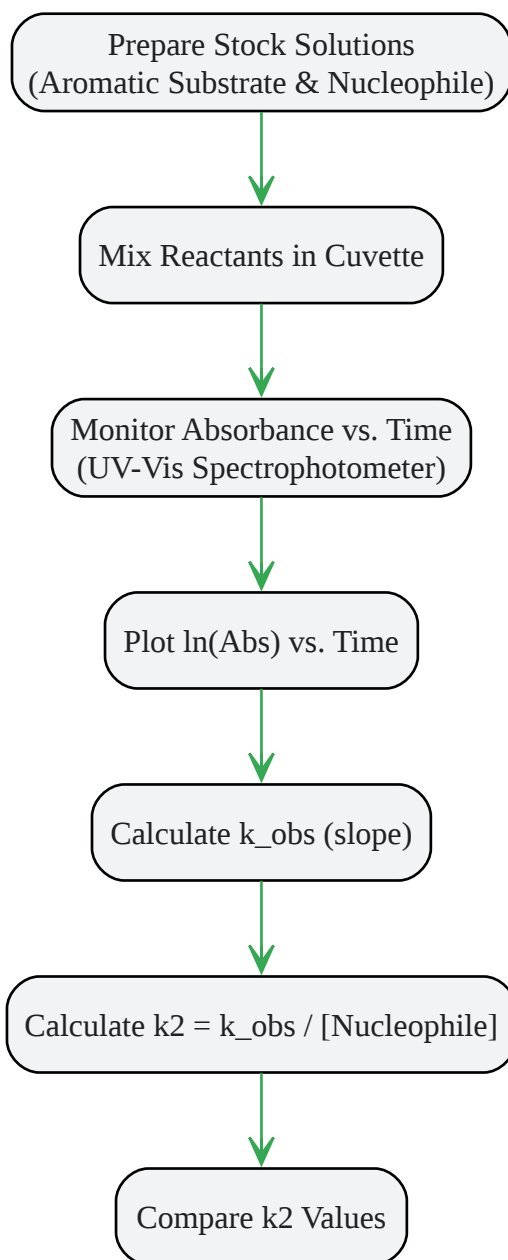 Prepare Stock Solutions
(Aromatic Substrate & Nucleophile)
Mix Reactants in Cuvette
Monitor Absorbance vs. Time
(UV-Vis Spectrophotometer)
Plot ln(Abs) vs. Time
Calculate k_obs (slope)
Calculate k2 = k_obs / [Nucleophile]
Compare k2 Values